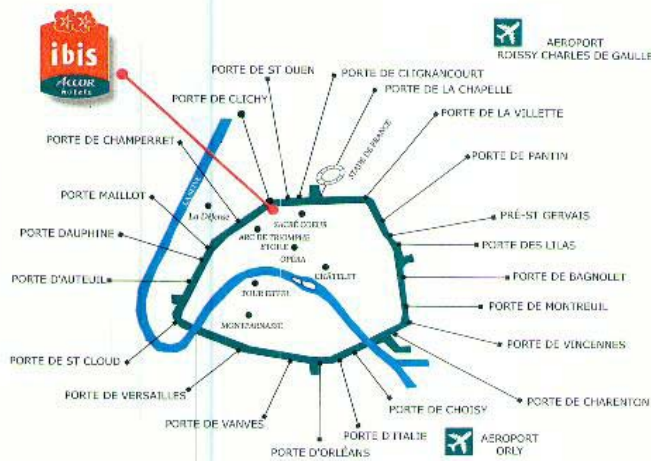 ibis
ACCOR
hotels
AEROPORT
ROISSY CHARLES DE GAULLE
PORTE DE ST OUEN
PORTE DE CLIGNANCOURT
PORTE DE CLICHY
PORTE DE LA CHAPELLE
PORTE DE LA VILLETTE
PORTE DE CHAMPERRET
STADE DE FRANCE
PORTE DE PANTIN
LA SEINE
PORTE MAILLOT
La Défense
SACRÉ COEUR
PRÉ-ST GERVAIS
PORTE DAUPHINE
ARC DE TRIOMPHE
ETOILE
PORTE DES LILAS
OPÉRA
PORTE D'AUTEUIL
CHÂTELET
PORTE DE BAGNOLET
TOUR EIFFEL
PORTE DE MONTREUIL
MONTPARNASSE
PORTE DE VINCENNES
PORTE DE ST CLOUD
PORTE DE VERSAILLES
PORTE DE CHARENTON
PORTE DE VANVES
PORTE DE CHOISY
PORTE D'ITALIE
PORTE D'ORLÉANS
AEROPORT
ORLY